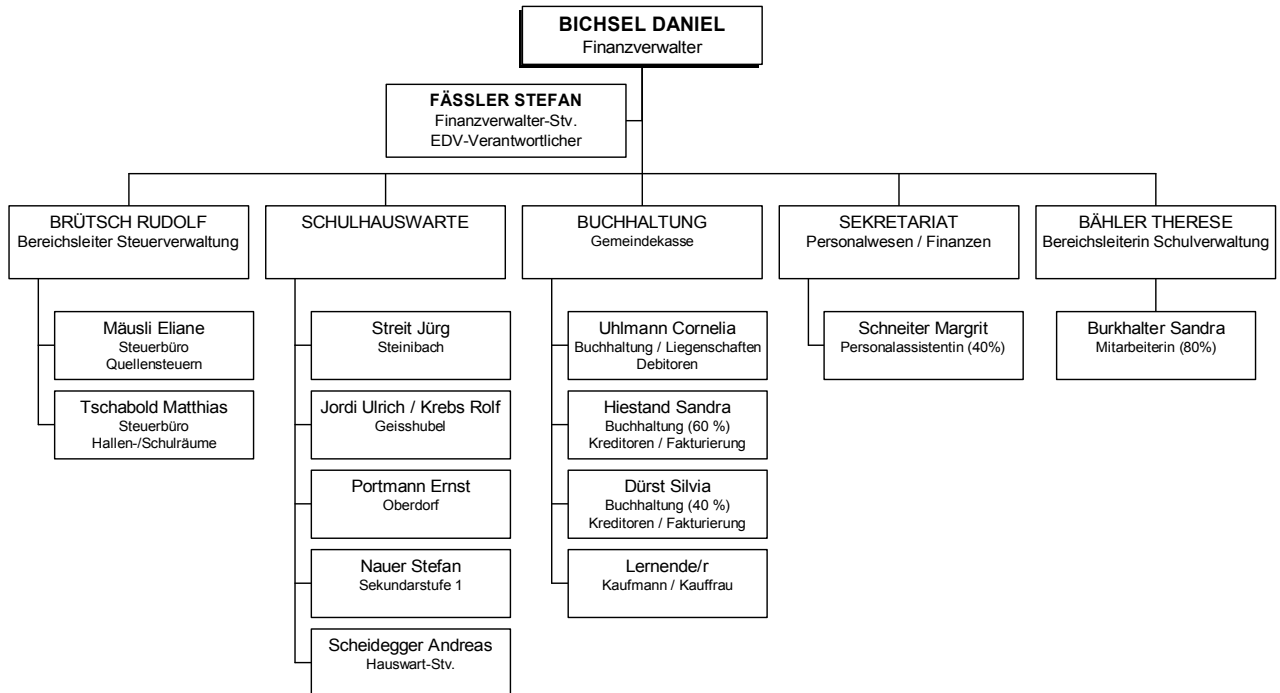 BICHSEL DANIEL
Finanzverwalter
FÄSSLER STEFAN
Finanzverwalter-Stv.
EDV-Verantwortlicher
BRÜTSCH RUDOLF
Bereichsleiter Steuerverwaltung
Mäusli Eliane
Steuerbüro
Quellensteuern
Tschabold Matthias
Steuerbüro
Hallen-/Schulräume
SCHULHAUSWARTE
Streit Jürg
Steinibach
Jordi Ulrich / Krebs Rolf
Geisshubel
Portmann Ernst
Oberdorf
Nauer Stefan
Sekundarstufe 1
Scheidegger Andreas
Hauswart-Stv.
BUCHHALTUNG
Gemeindekasse
Uhlmann Cornelia
Buchhaltung / Liegenschaften
Debitoren
Hiestand Sandra
Buchhaltung (60 %)
Kreditoren / Fakturierung
Dürst Silvia
Buchhaltung (40 %)
Kreditoren / Fakturierung
Lernende/r
Kaufmann / Kauffrau
SEKRETARIAT
Personalwesen / Finanzen
Schneiter Margrit
Personalassistentin (40%)
BÄHLER THERESE
Bereichsleiterin Schulverwaltung
Burkhalter Sandra
Mitarbeiterin (80%)